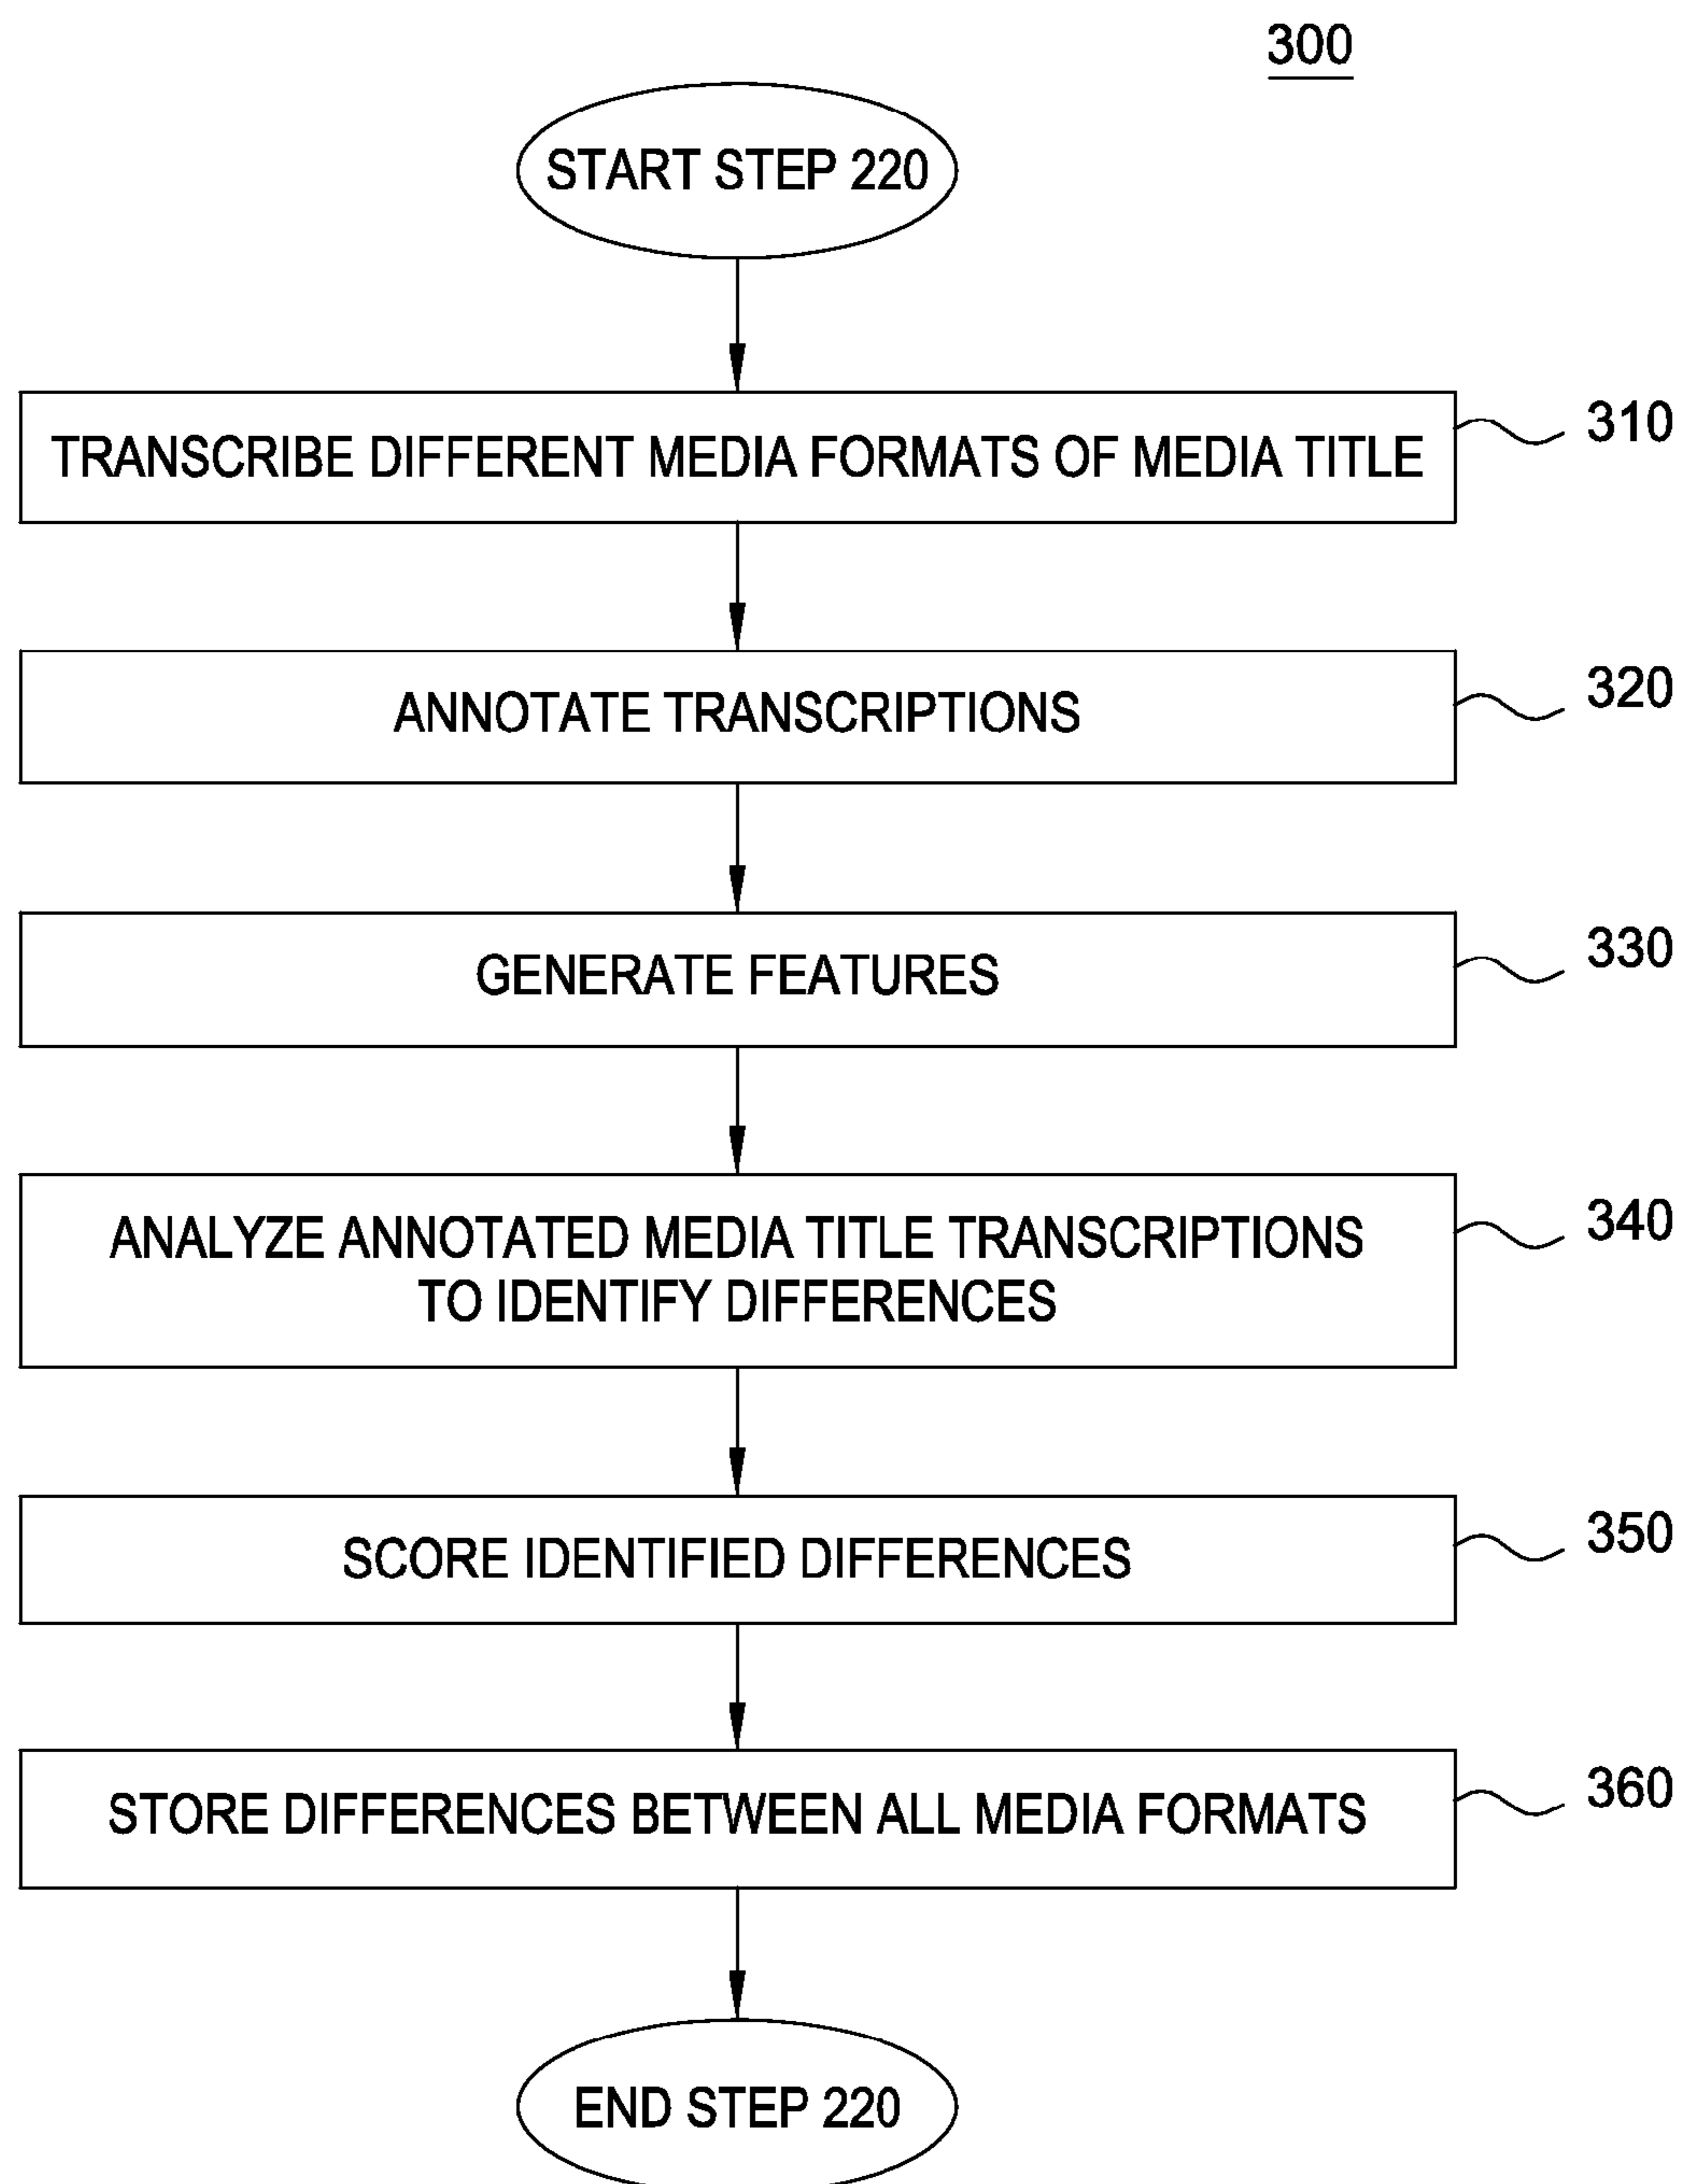 300
START STEP 220
TRANSCRIBE DIFFERENT MEDIA FORMATS OF MEDIA TITLE
310
ANNOTATE TRANSCRIPTIONS
320
GENERATE FEATURES
330
ANALYZE ANNOTATED MEDIA TITLE TRANSCRIPTIONS
TO IDENTIFY DIFFERENCES
340
SCORE IDENTIFIED DIFFERENCES
350
STORE DIFFERENCES BETWEEN ALL MEDIA FORMATS
360
END STEP 220